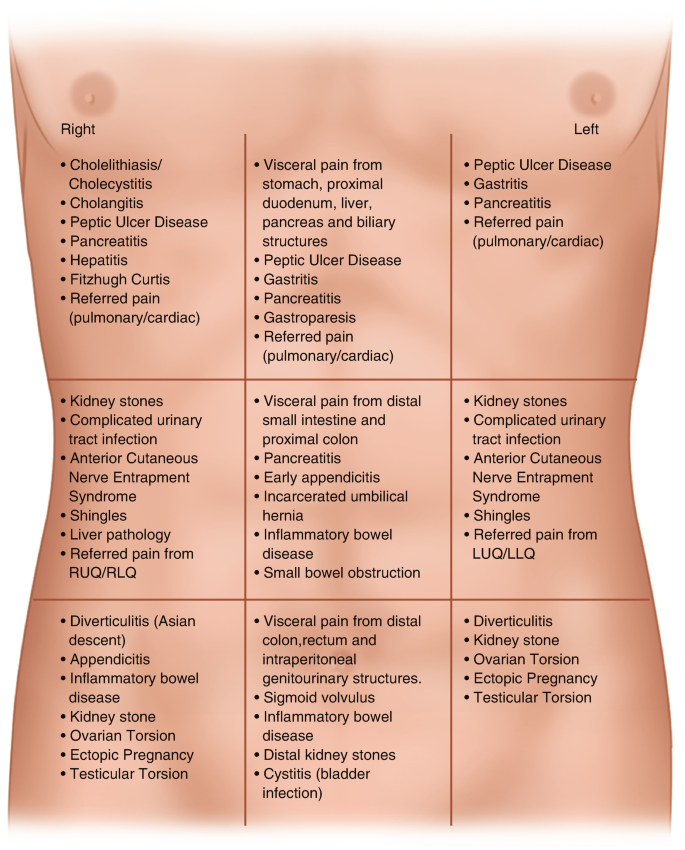 Right
Left
• Cholelithiasis/
Cholecystitis
• Cholangitis
• Peptic Ulcer Disease
• Pancreatitis
• Hepatitis
• Fitzhugh Curtis
• Referred pain
(pulmonary/cardiac)
• Visceral pain from
stomach, proximal
duodenum, liver,
pancreas and biliary
structures
• Peptic Ulcer Disease
• Gastritis
• Pancreatitis
• Gastroparesis
• Referred pain
(pulmonary/cardiac)
• Peptic Ulcer Disease
• Gastritis
• Pancreatitis
• Referred pain
(pulmonary/cardiac)
• Kidney stones
• Complicated urinary
tract infection
• Anterior Cutaneous
Nerve Entrapment
Syndrome
• Shingles
• Liver pathology
• Referred pain from
RUQ/RLQ
• Visceral pain from distal
small intestine and
proximal colon
• Pancreatitis
• Early appendicitis
• Incarcerated umbilical
hernia
• Inflammatory bowel
disease
• Small bowel obstruction
• Kidney stones
• Complicated urinary
tract infection
• Anterior Cutaneous
Nerve Entrapment
Syndrome
• Shingles
• Referred pain from
LUQ/LLQ
• Diverticulitis (Asian
descent)
• Appendicitis
• Inflammatory bowel
disease
• Kidney stone
• Ovarian Torsion
• Ectopic Pregnancy
• Testicular Torsion
• Visceral pain from distal
colon,rectum and
intraperitoneal
genitourinary structures.
• Sigmoid volvulus
• Inflammatory bowel
disease
• Distal kidney stones
• Cystitis (bladder
infection)
• Diverticulitis
• Kidney stone
• Ovarian Torsion
• Ectopic Pregnancy
• Testicular Torsion